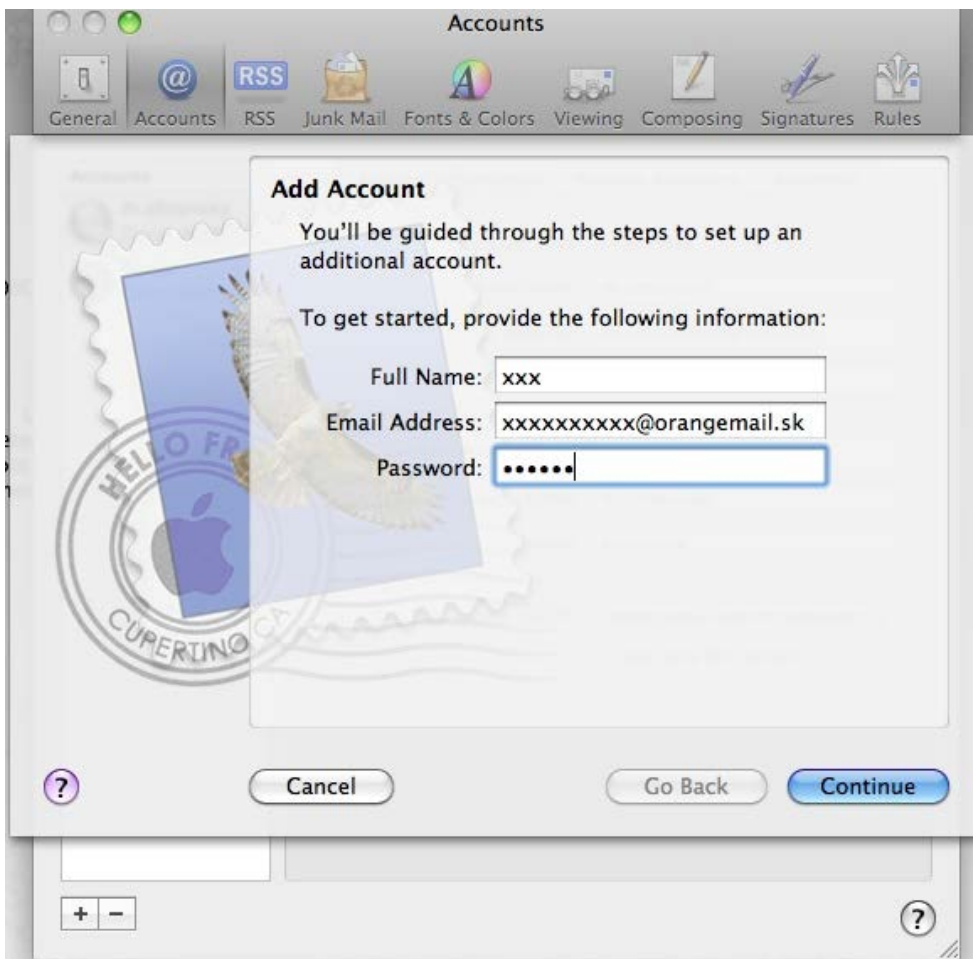 Accounts
RSS
General Accounts RSS Junk Mail Fonts & Colors Viewing Composing Signatures Rules
Add Account
You'll be guided through the steps to set up an
additional account.
To get started, provide the following information:
Full Name: xxx
Email Address: xxxxxxxxxx@orangemail.sk
Password: ••••••
HELLO FR
CUPERTINO CA
? Cancel Go Back Continue
+ − ?